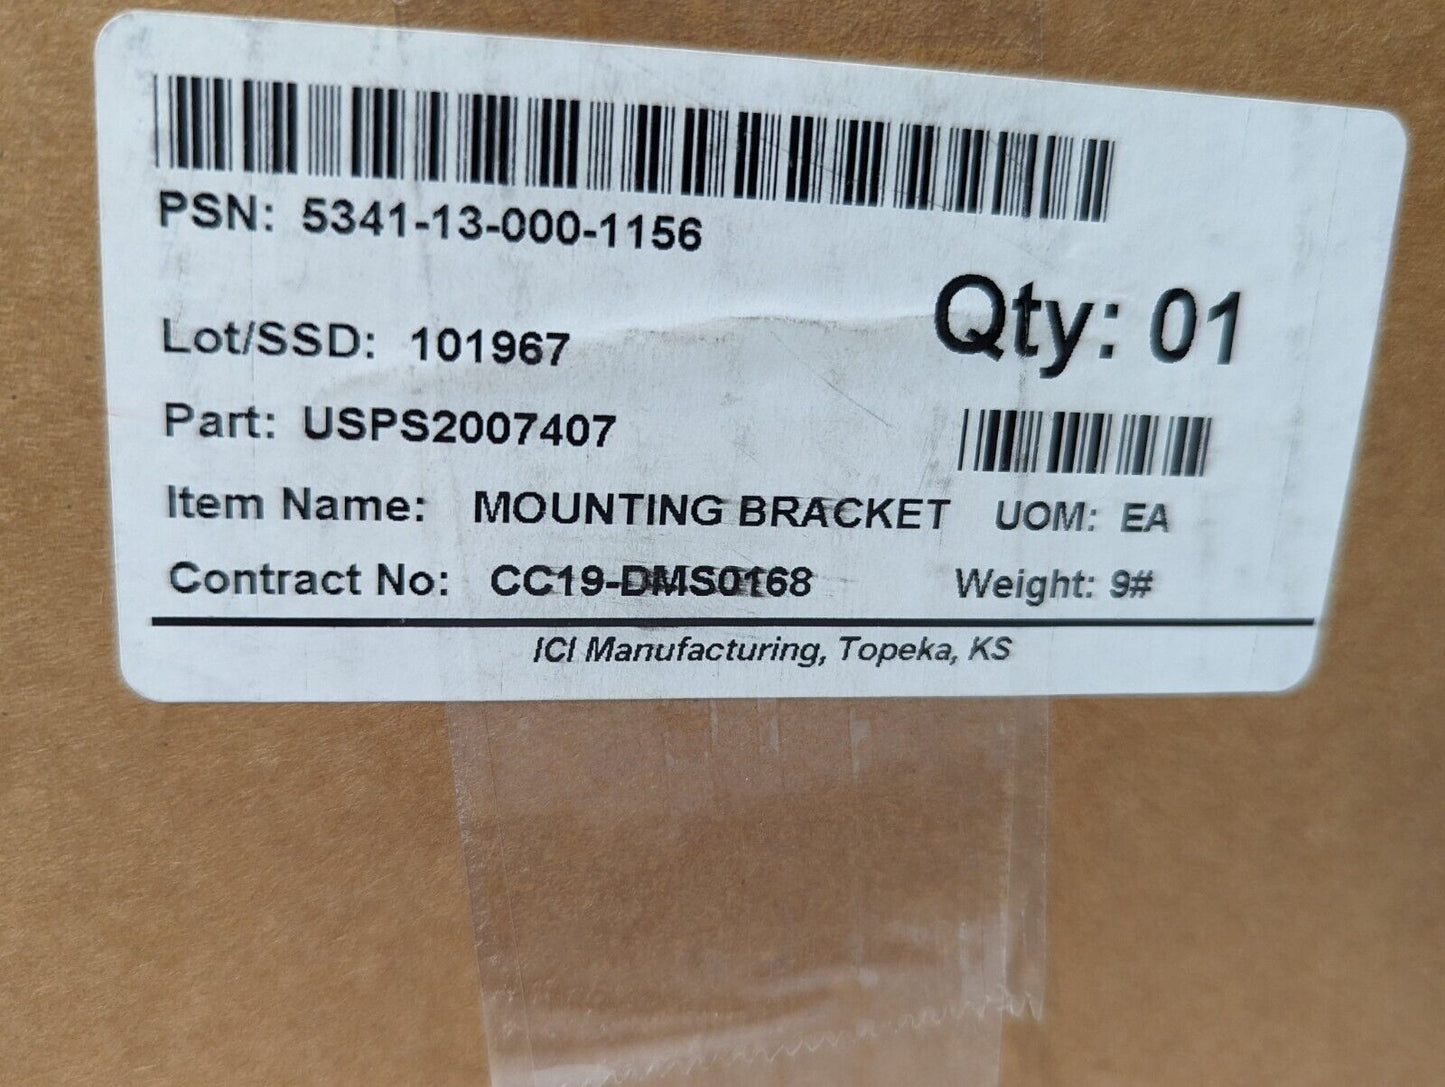 PSN: 5341-13-000-1156
Qty: 01
Lot/SSD: 101967
Part: USPS2007407
Item Name: MOUNTING BRACKET UOM: EA
Contract No: CC19-DMS0168 Weight: 9#
ICI Manufacturing, Topeka, KS